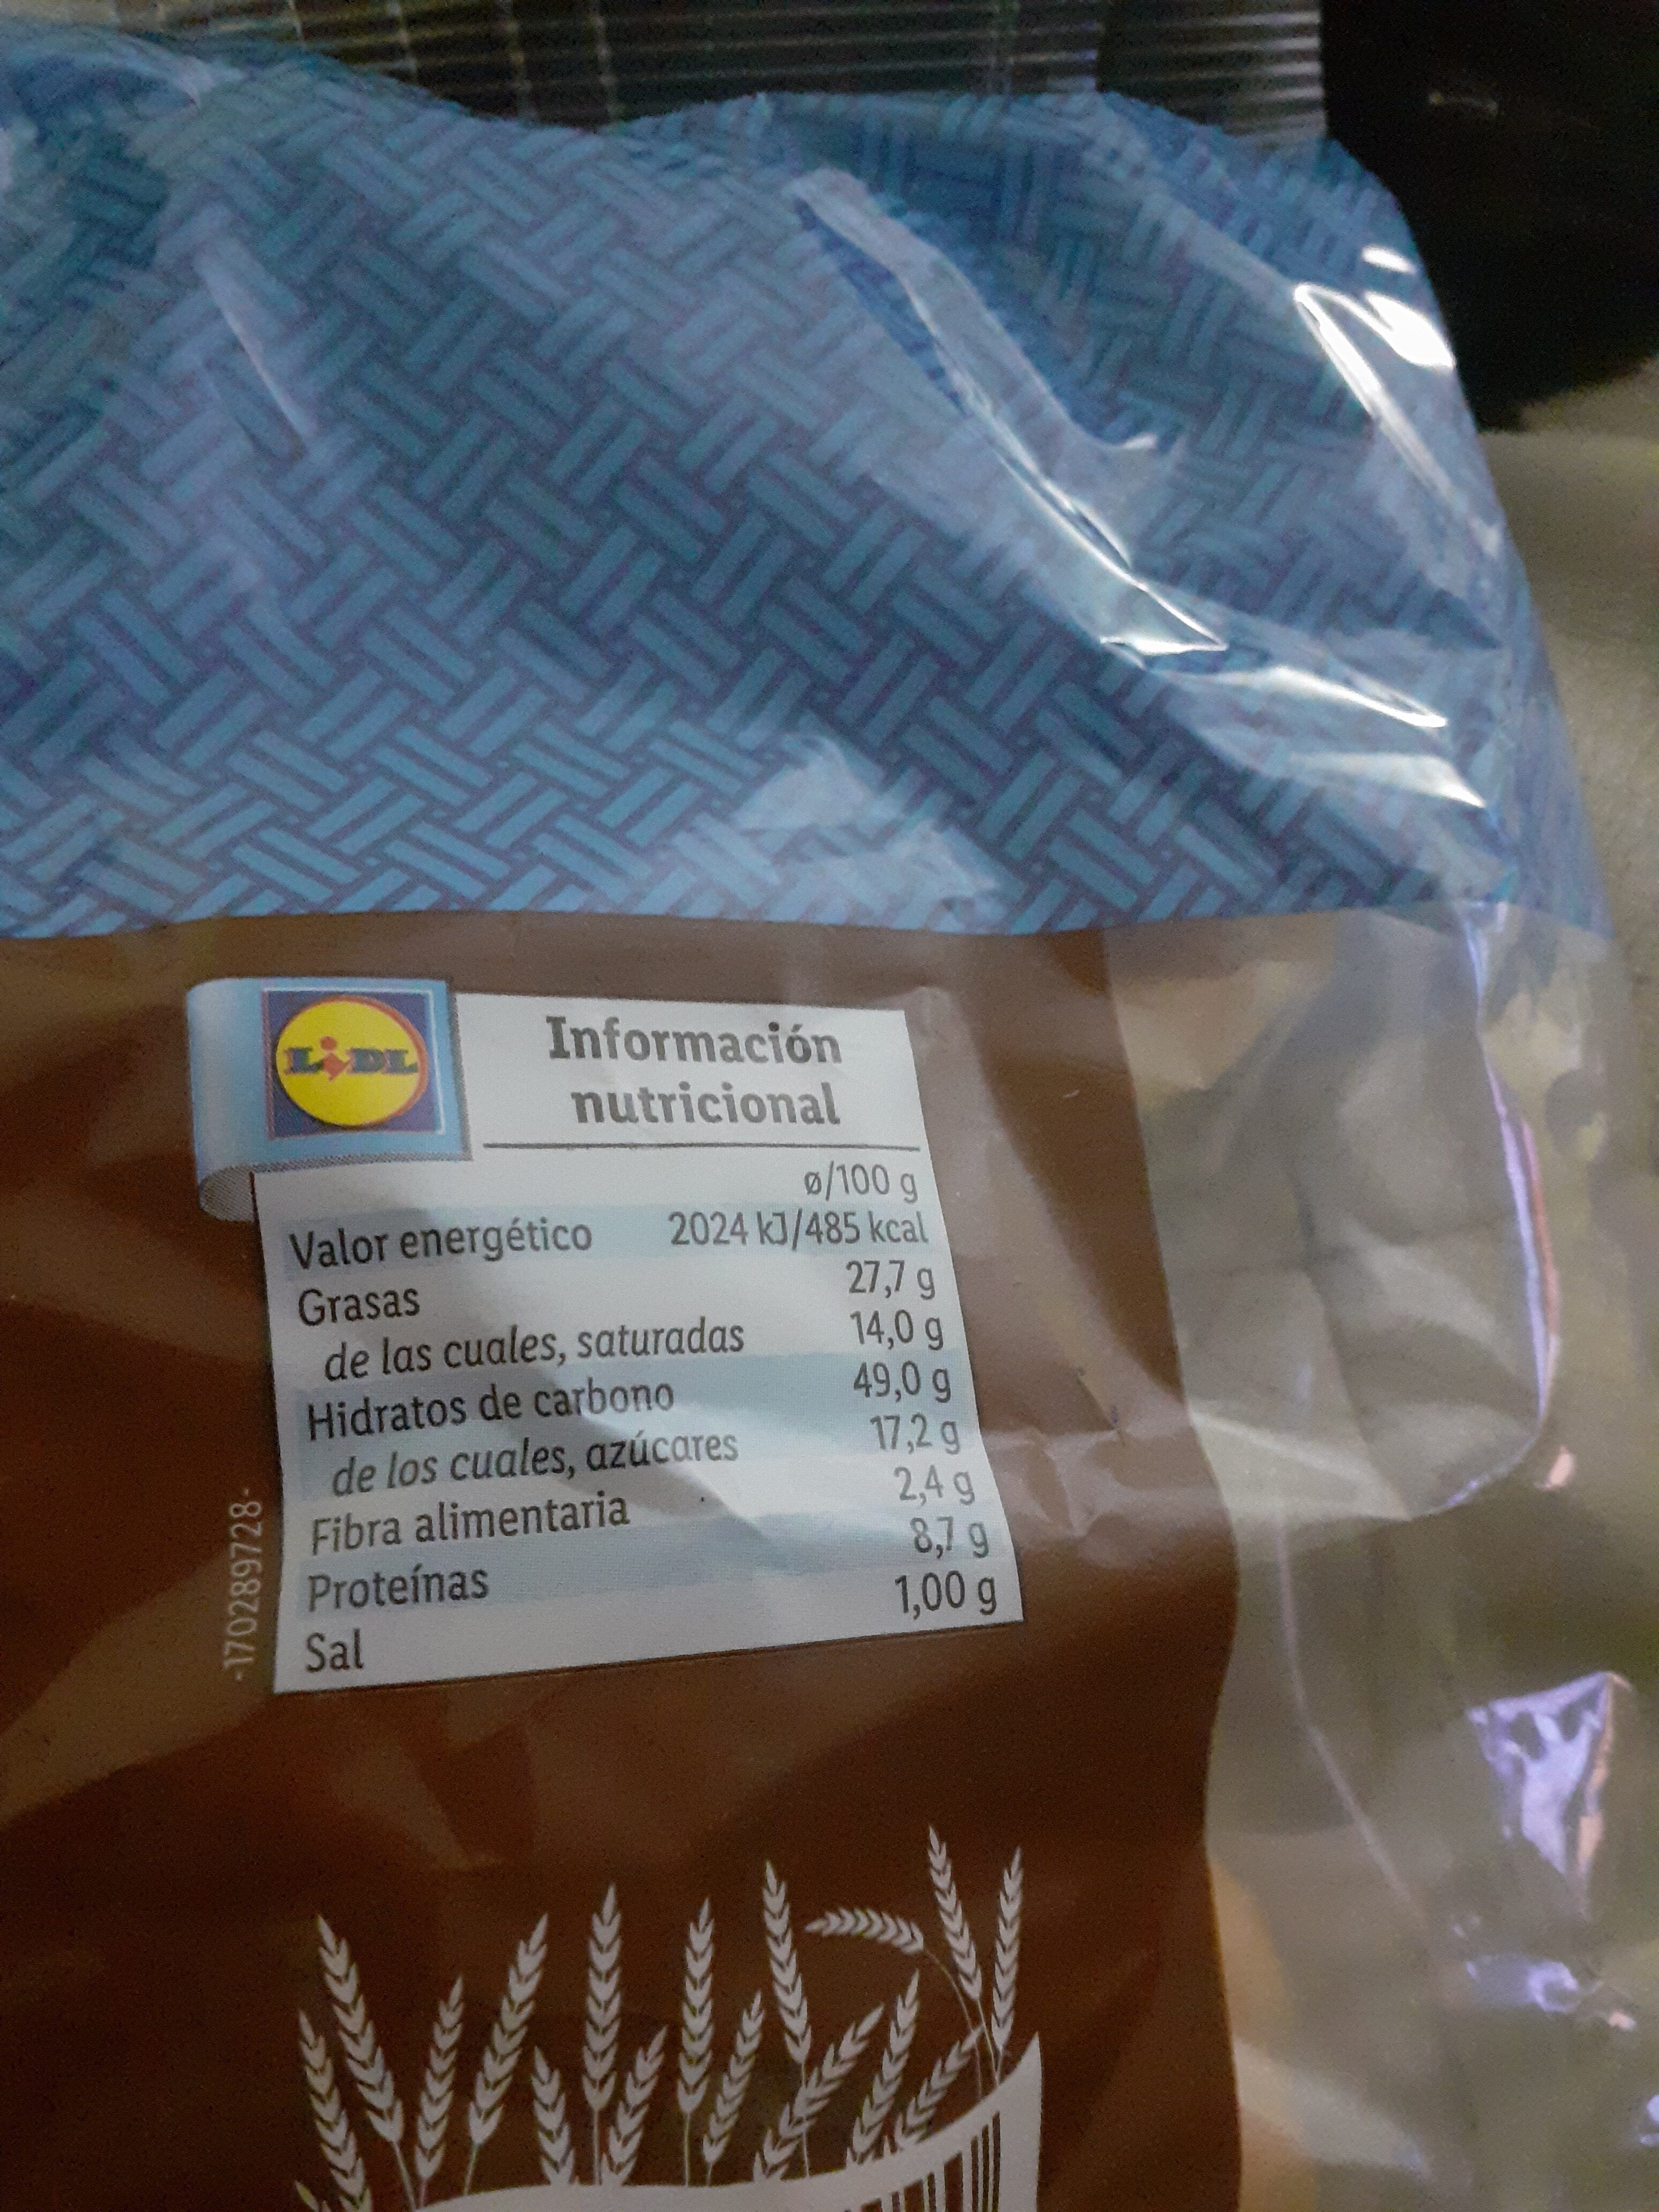 LiDL
Información
nutricional
ø/100 g
Valor energético 2024 kJ/485 kcal
Grasas 27,7 g
de las cuales, saturadas 14,0 g
Hidratos de carbono 49,0 g
de los cuales, azúcares 17,2 g
Fibra alimentaria 2,4 g
Proteínas 8,7 g
Sal 1,00 g
-170289728-